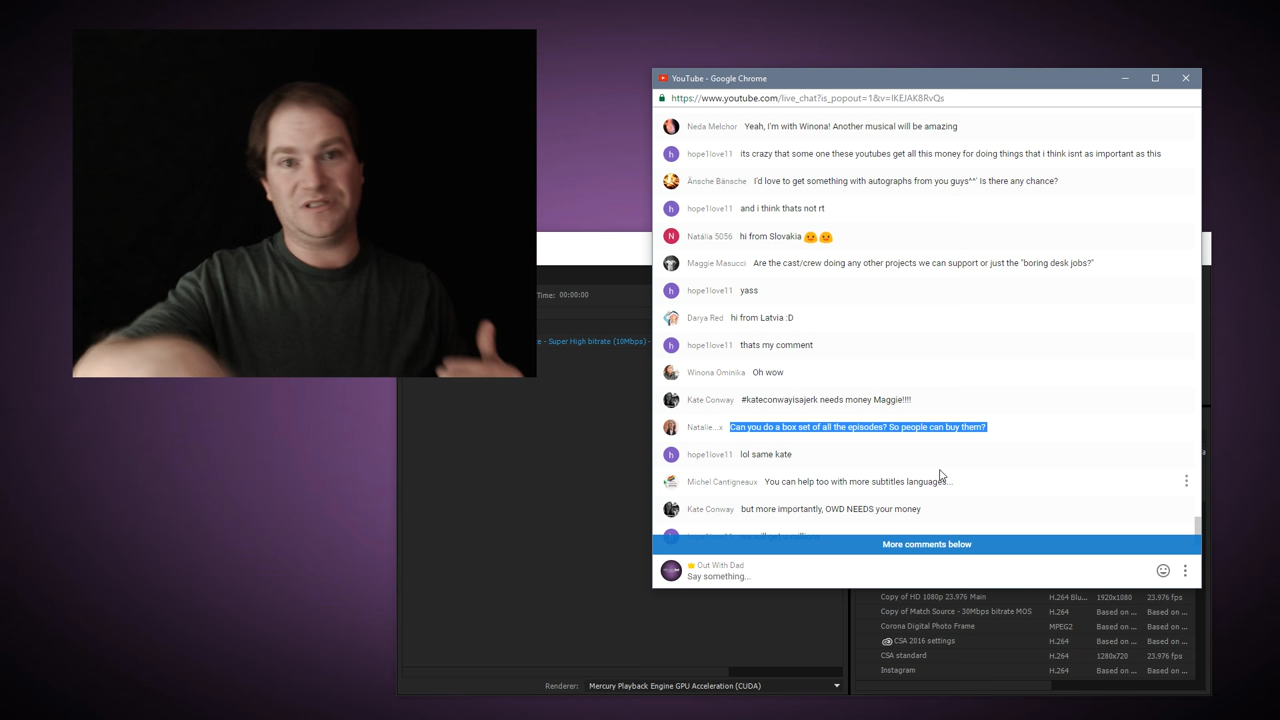 YouTube - Google Chrome
https://www.youtube.com/live_chat?is_popout=1&v=IKEJAK8RvQs
Neda Melchor Yeah, I'm with Winona! Another musical will be amazing
hope1love11 its crazy that some one these youtubes get all this money for doing things that i think isnt as important as this
Änsche Bänsche I'd love to get something with autographs from you guys^^' Is there any chance?
hope1love11 and i think thats not rt
N Natália 5056 hi from Slovakia
Maggie Masucci Are the cast/crew doing any other projects we can support or just the "boring desk jobs?"
h hope1love11 yass
Darya Red hi from Latvia :D
h hope1love11 thats my comment
Winona Ominika Oh wow
Kate Conway #kateconwayisajerk needs money Maggie!!!!
Natalie...x Can you do a box set of all the episodes? So people can buy them?
h hope1love11 lol same kate
Michel Cantigneaux You can help too with more subtitles languages...
Kate Conway but more importantly, OWD NEEDS your money
More comments below
Out With Dad
Say something...
Time: 00:00:00
e - Super High bitrate (10Mbps) -
Copy of HD 1080p 23.976 Main H.264 Blu... 1920x1080 23.976 fps
Copy of Match Source - 30Mbps bitrate MOS H.264 Based on ... Based on ...
Corona Digital Photo Frame MPEG2 Based on ... Based on ...
CSA 2016 settings H.264 Based on ... Based on ...
CSA standard H.264 1280x720 23.976 fps
Instagram H.264 Based on ... Based on ...
Renderer: Mercury Playback Engine GPU Acceleration (CUDA)